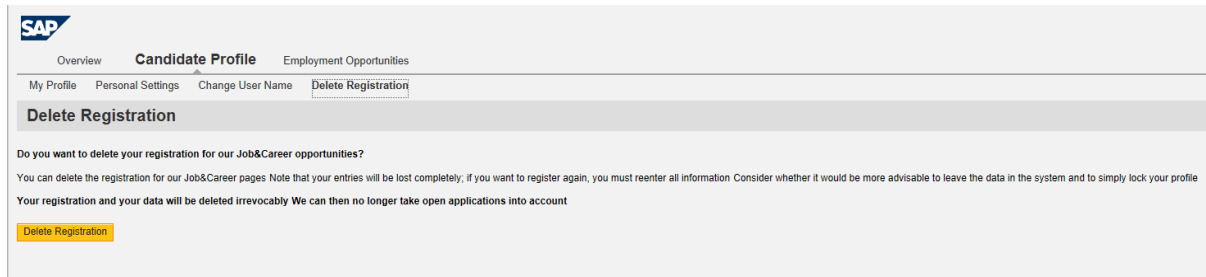 SAP
Overview Candidate Profile Employment Opportunities
My Profile Personal Settings Change User Name Delete Registration
Delete Registration
Do you want to delete your registration for our Job&Career opportunities?
You can delete the registration for our Job&Career pages Note that your entries will be lost completely; if you want to register again, you must reenter all information Consider whether it would be more advisable to leave the data in the system and to simply lock your profile
Your registration and your data will be deleted irrevocably We can then no longer take open applications into account
Delete Registration